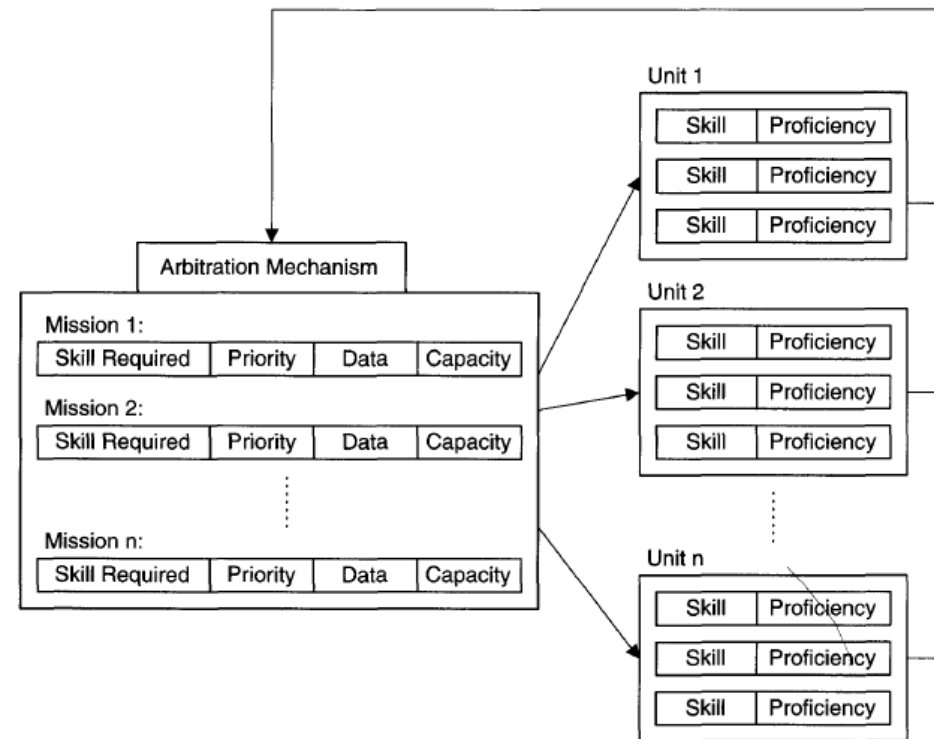 Unit 1
Skill Proficiency
Skill Proficiency
Skill Proficiency
Arbitration Mechanism
Mission 1:
Skill Required Priority Data Capacity
Mission 2:
Skill Required Priority Data Capacity
Mission n:
Skill Required Priority Data Capacity
Unit 2
Skill Proficiency
Skill Proficiency
Skill Proficiency
Unit n
Skill Proficiency
Skill Proficiency
Skill Proficiency